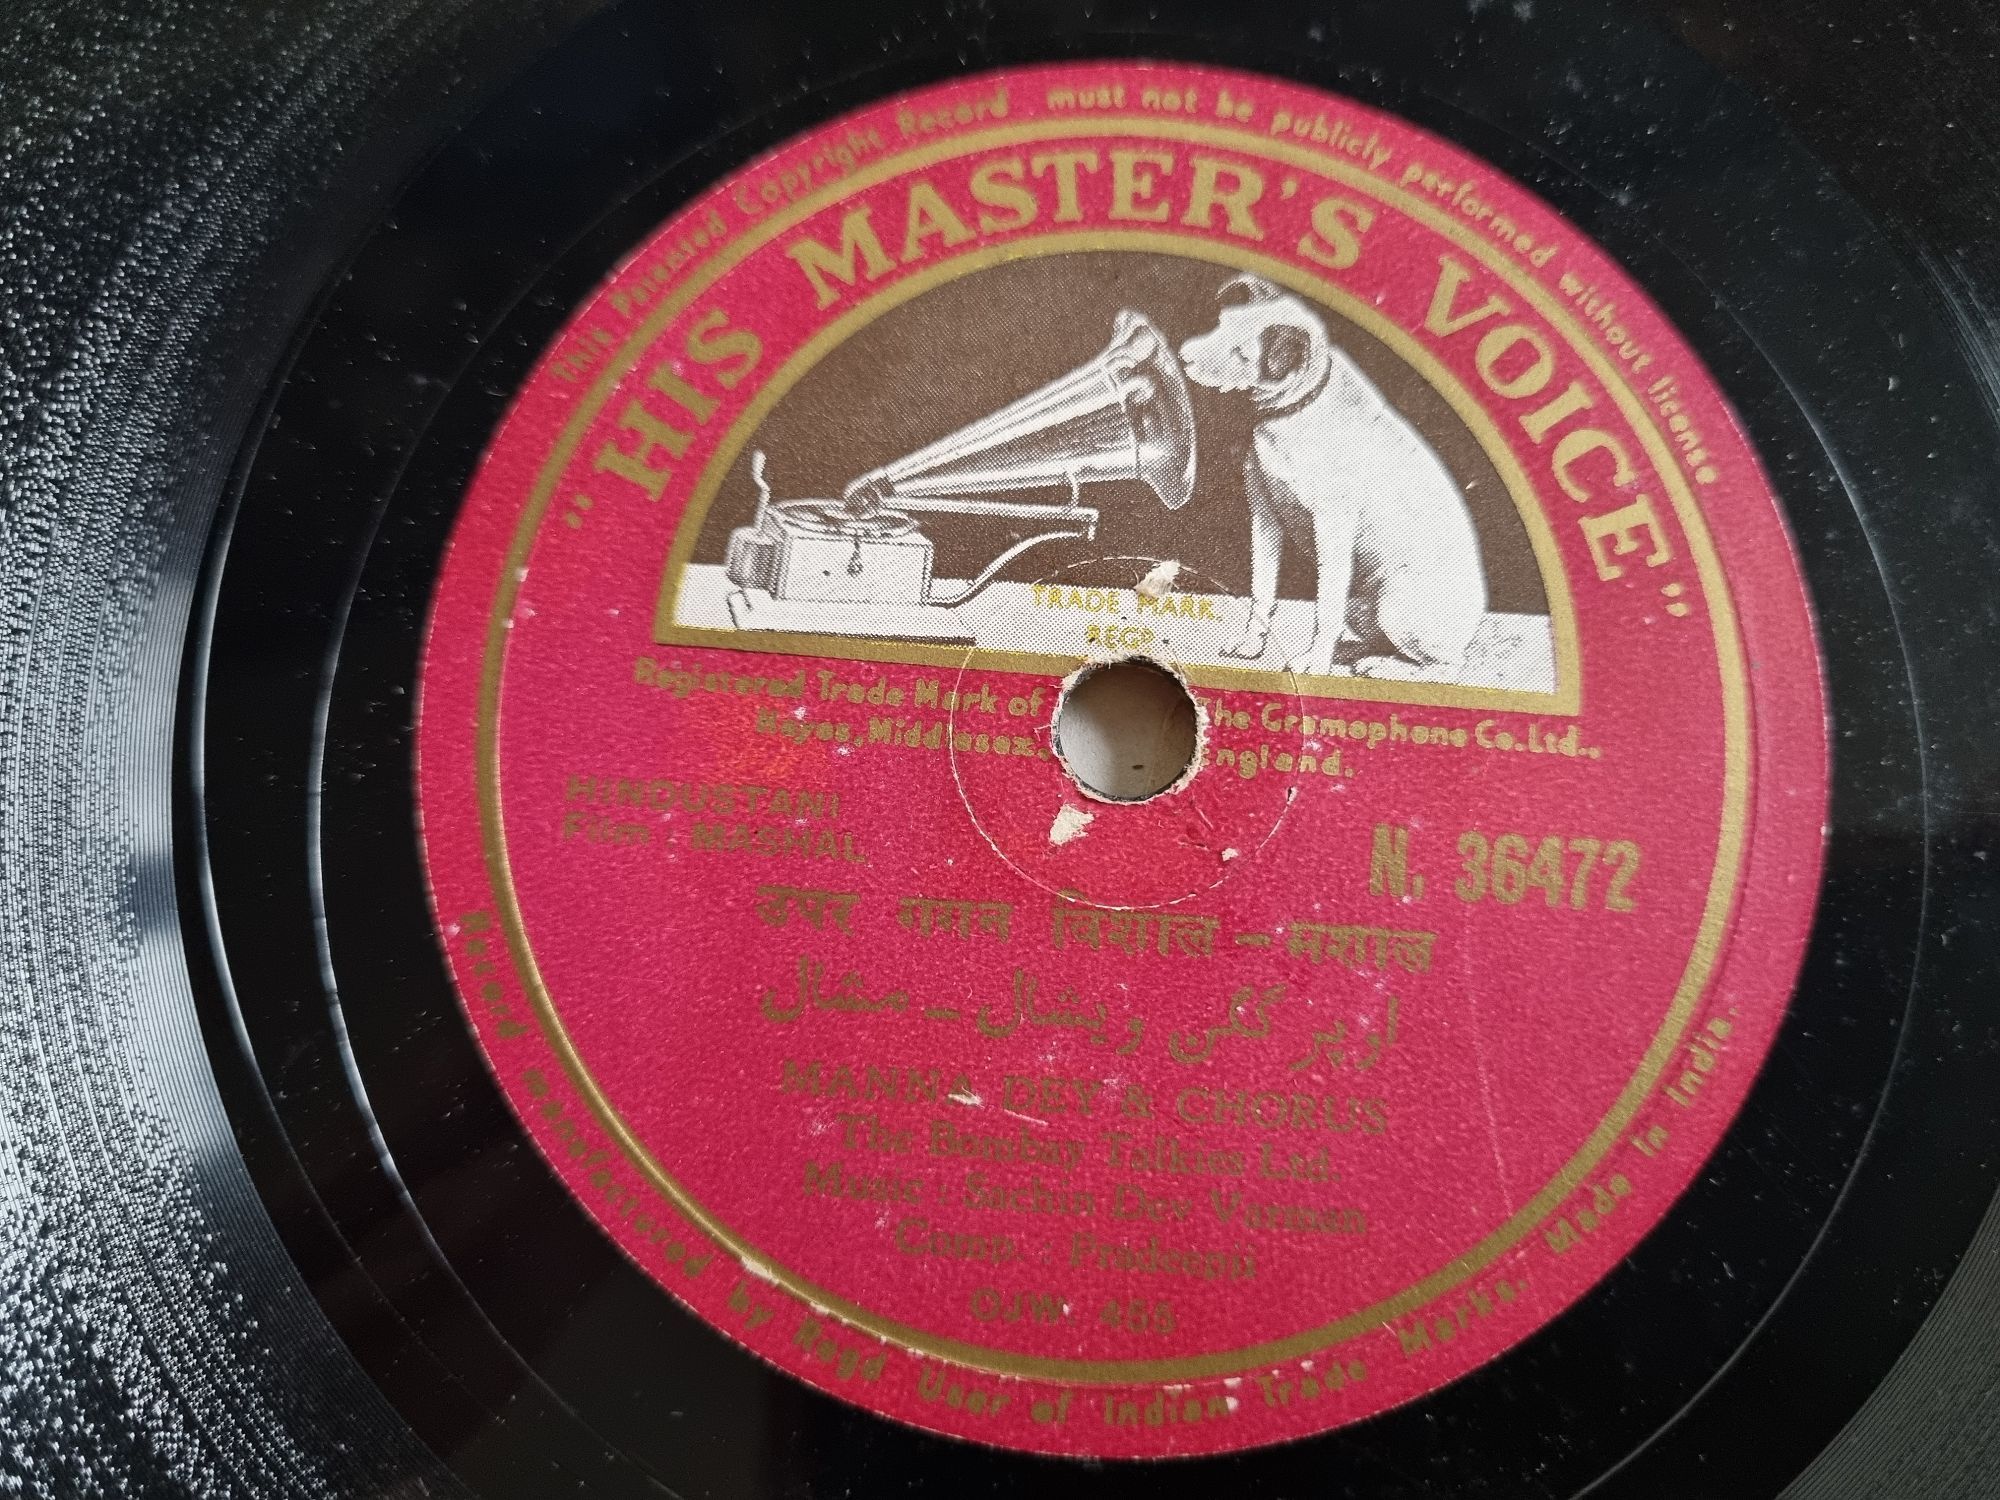 This Patented Copyright Record must not be publicly performed without license
"HIS MASTER'S VOICE"
TRADE MARK.
REGD.
Registered Trade Mark of The Gramophone Co. Ltd.,
Hayes, Middlesex, England.
HINDUSTANI
Film : MASHAL
N. 36472
उपर गगन विशाल – मशाल
اوپر گگن ویشال – مشال
MANNA DEY & CHORUS
The Bombay Talkies Ltd.
Music : Sachin Dev Varman
Comp. : Pradeepji
OJW. 455
Record manufactured by Regd User of Indian Trade Marks. Made in India.